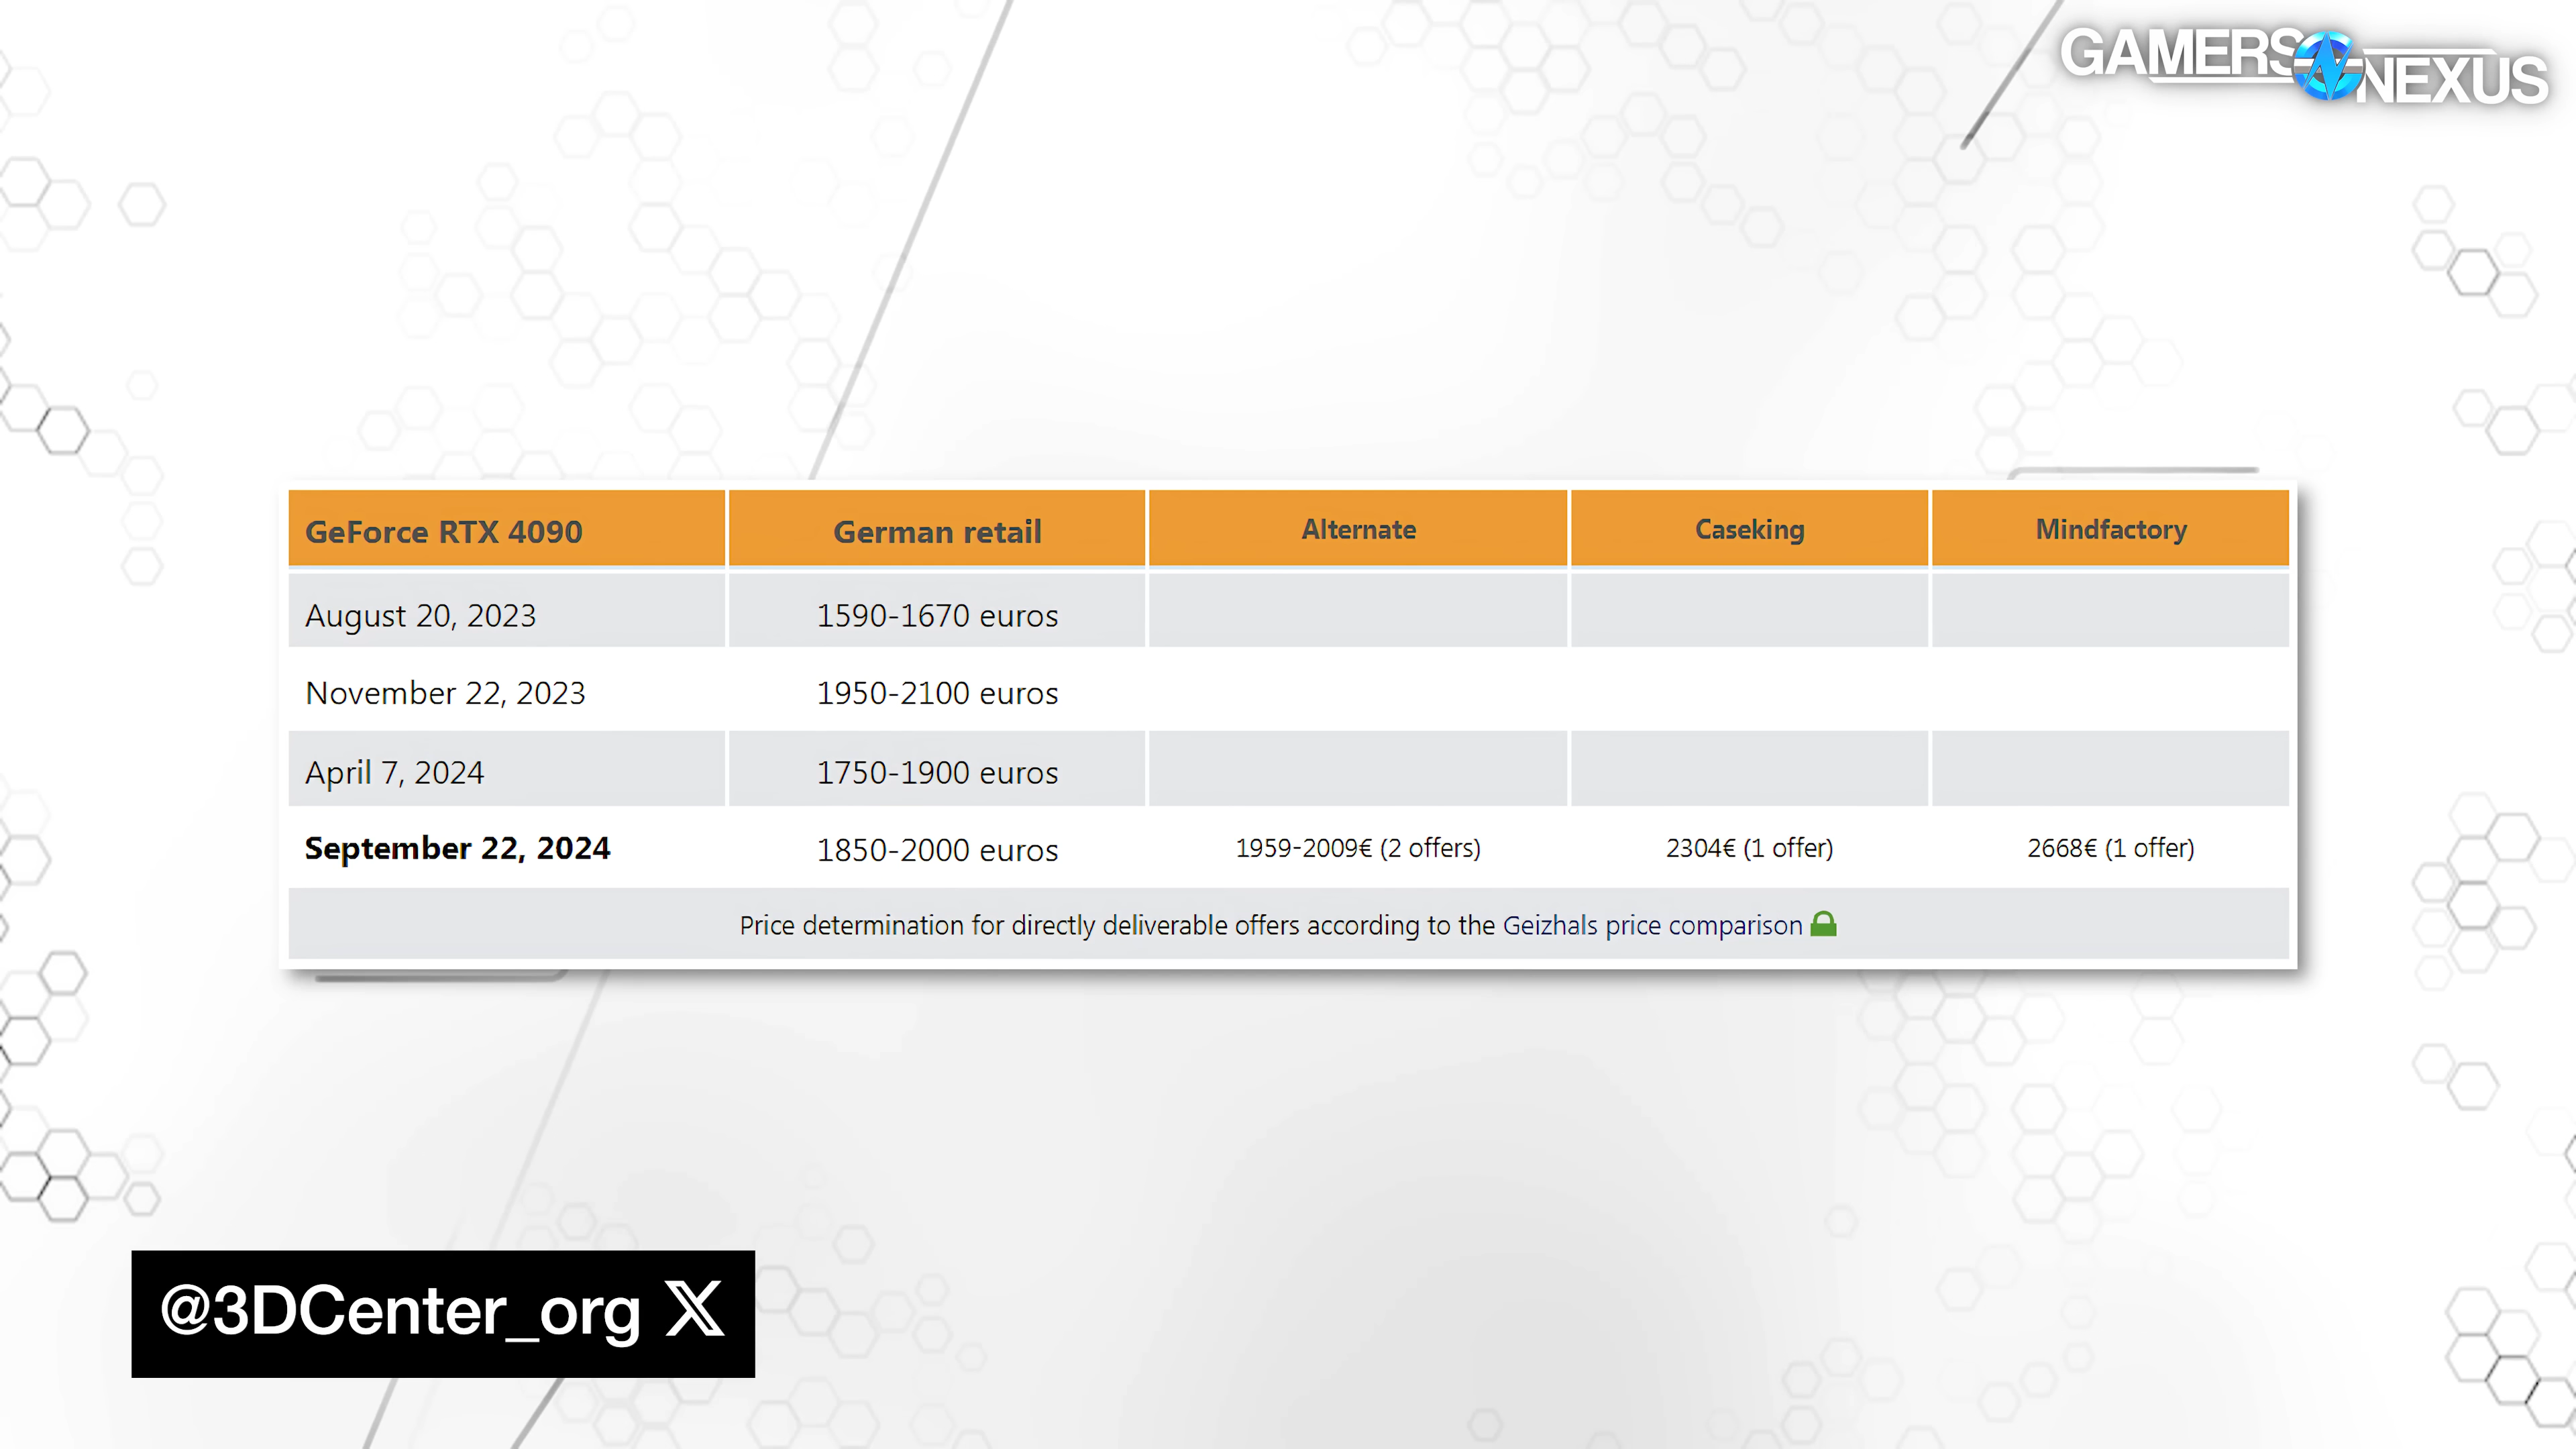 GAMERS NEXUS
GeForce RTX 4090 German retail Alternate Caseking Mindfactory
August 20, 2023 1590-1670 euros
November 22, 2023 1950-2100 euros
April 7, 2024 1750-1900 euros
September 22, 2024 1850-2000 euros 1959-2009€ (2 offers) 2304€ (1 offer) 2668€ (1 offer)
Price determination for directly deliverable offers according to the Geizhals price comparison
@3DCenter_org X